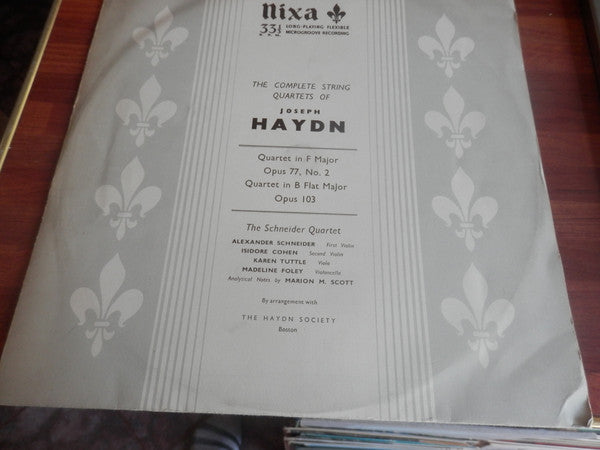 Nixa
33⅓ LONG-PLAYING FLEXIBLE
MICROGROOVE RECORDING
THE COMPLETE STRING
QUARTETS OF
JOSEPH
HAYDN
Quartet in F Major
Opus 77, No. 2
Quartet in B Flat Major
Opus 103
The Schneider Quartet
ALEXANDER SCHNEIDER First Violin
ISIDORE COHEN Second Violin
KAREN TUTTLE Viola
MADELINE FOLEY Violoncello
Analytical Notes by MARION M. SCOTT
By arrangement with
THE HAYDN SOCIETY
Boston